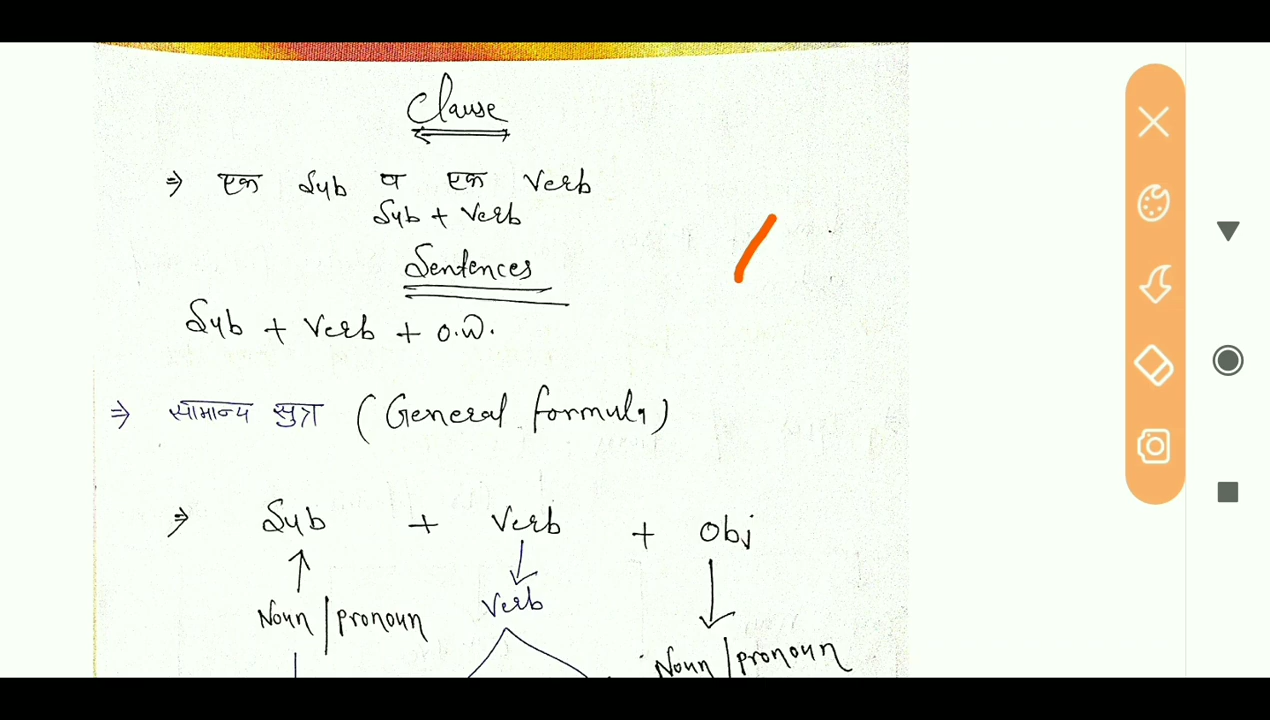 Clause
⇒ एक Sub व एक Verb
Sub + Verb
Sentences
Sub + Verb + O.W.
⇒ सामान्य सुत्र (General formula)
⇒ Sub + Verb + Obj
Noun/pronoun Verb
Noun/pronoun